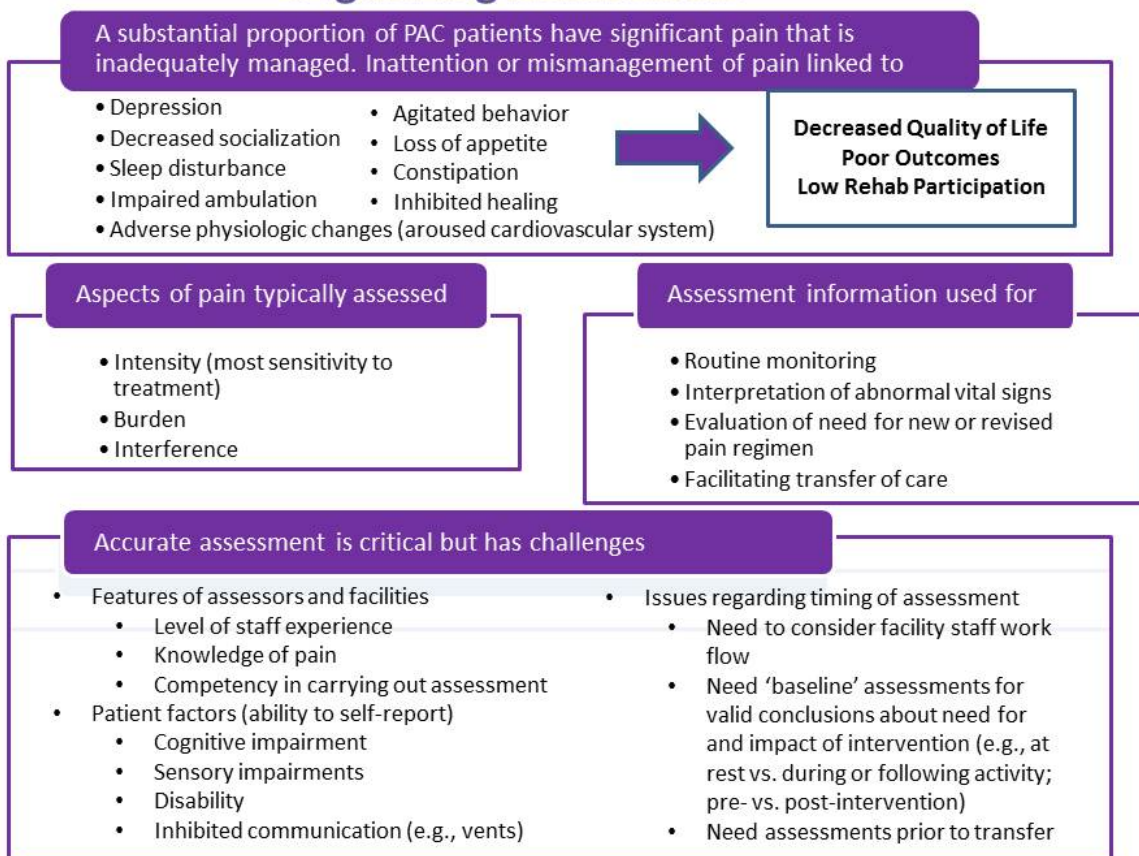 A substantial proportion of PAC patients have significant pain that is
inadequately managed. Inattention or mismanagement of pain linked to
• Depression
• Decreased socialization
• Sleep disturbance
• Impaired ambulation
• Adverse physiologic changes (aroused cardiovascular system)
• Agitated behavior
• Loss of appetite
• Constipation
• Inhibited healing
Decreased Quality of Life
Poor Outcomes
Low Rehab Participation
Aspects of pain typically assessed
• Intensity (most sensitivity to
treatment)
• Burden
• Interference
Assessment information used for
• Routine monitoring
• Interpretation of abnormal vital signs
• Evaluation of need for new or revised
pain regimen
• Facilitating transfer of care
Accurate assessment is critical but has challenges
• Features of assessors and facilities
• Level of staff experience
• Knowledge of pain
• Competency in carrying out assessment
• Patient factors (ability to self-report)
• Cognitive impairment
• Sensory impairments
• Disability
• Inhibited communication (e.g., vents)
• Issues regarding timing of assessment
• Need to consider facility staff work
flow
• Need ‘baseline’ assessments for
valid conclusions about need for
and impact of intervention (e.g., at
rest vs. during or following activity;
pre- vs. post-intervention)
• Need assessments prior to transfer